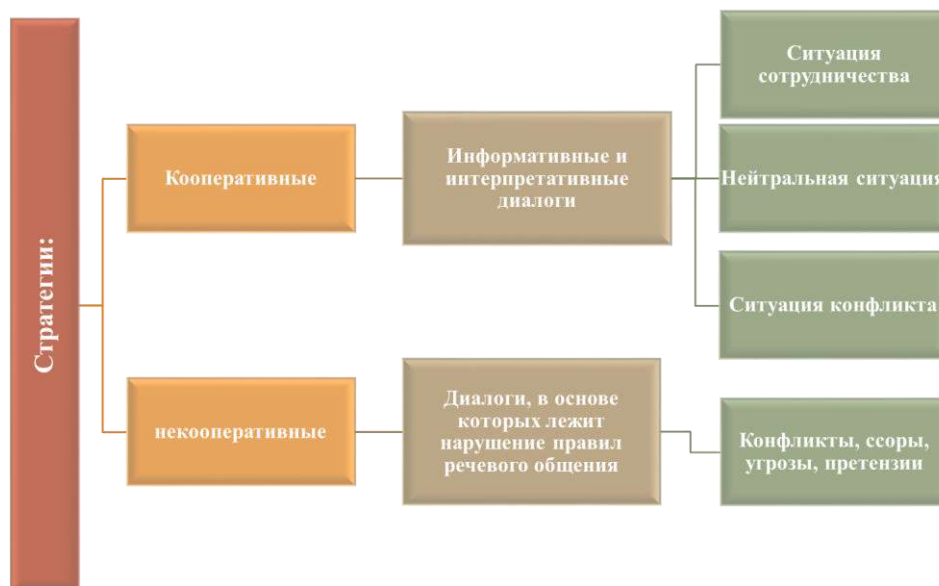 Стратегии:
Кооперативные
Информативные и
интерпретативные
диалоги
Ситуация
сотрудничества
Нейтральная ситуация
Ситуация конфликта
некооперативные
Диалоги, в основе
которых лежит
нарушение правил
речевого общения
Конфликты, ссоры,
угрозы, претензии